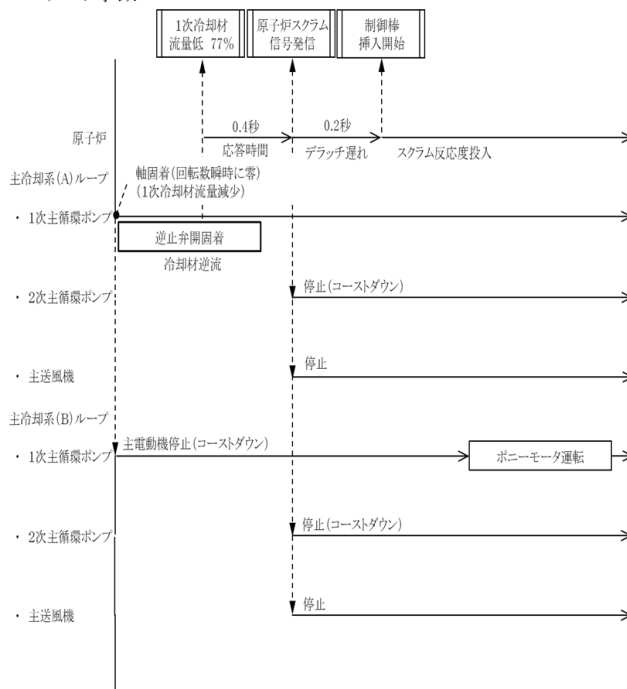 1次冷却材
流量低 77%
原子炉スクラム
信号発信
制御棒
挿入開始
原子炉
0.4秒
応答時間
0.2秒
デラッチ遅れ
スクラム反応度投入
主冷却系(A)ループ
軸固着(回転数瞬時に零)
(1次冷却材流量減少)
・ 1次主循環ポンプ
逆止弁開固着
冷却材逆流
・ 2次主循環ポンプ
停止(コーストダウン)
・ 主送風機
停止
主冷却系(B)ループ
主電動機停止(コーストダウン)
・ 1次主循環ポンプ
ポニーモータ運転
・ 2次主循環ポンプ
停止(コーストダウン)
・ 主送風機
停止